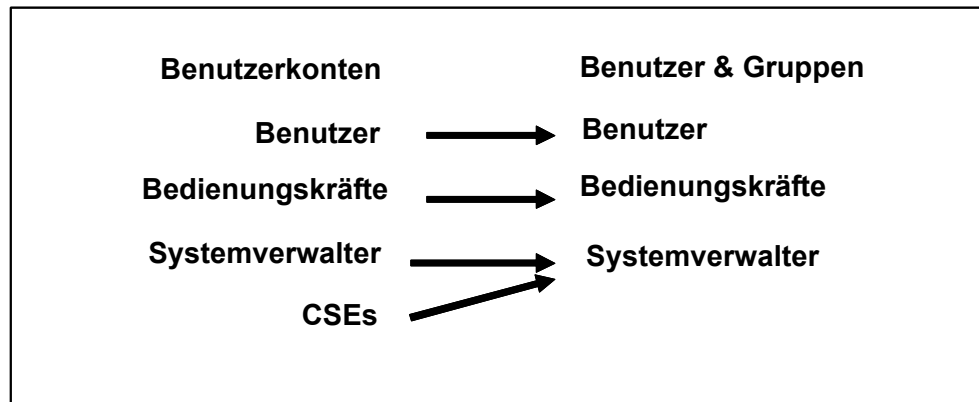 Benutzerkonten Benutzer & Gruppen
Benutzer Benutzer
Bedienungskräfte Bedienungskräfte
Systemverwalter Systemverwalter
CSEs